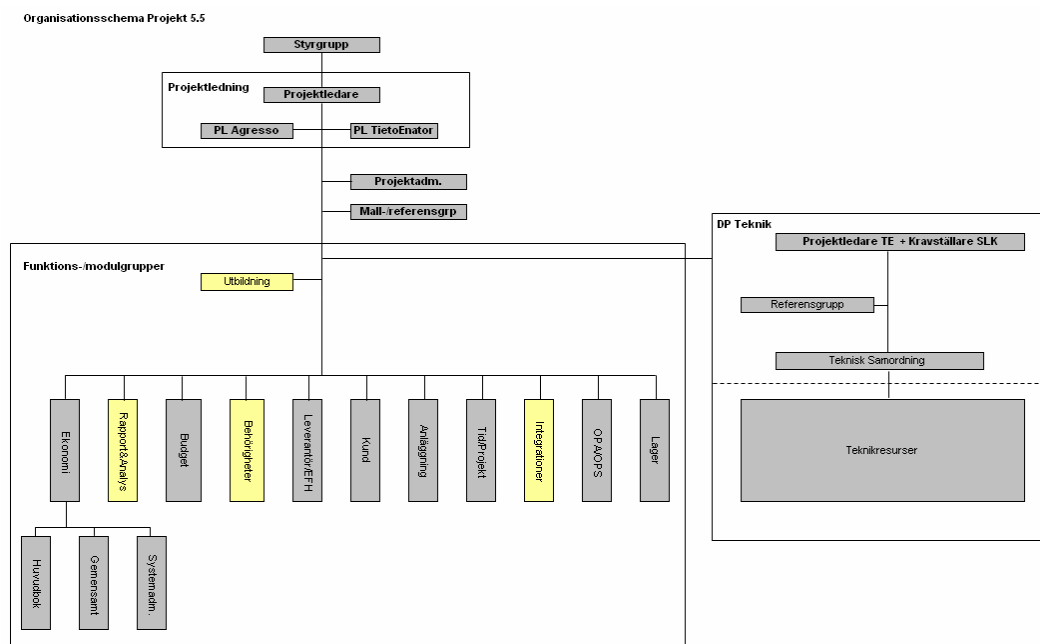 Organisationsschema Projekt 5.5
Styrgrupp
Projektledning
Projektledare
PL Agresso
PL TietoEnator
Projektadm.
Mall-/referensgrp
DP Teknik
Projektledare TE + Kravställare SLK
Funktions-/modulgrupper
Utbildning
Referensgrupp
Teknisk Samordning
Ekonomi
Rapport&Analys
Budget
Behörigheter
Leverantör/EFH
Kund
Anläggning
Tid/Projekt
Integrationer
OPA/OPS
Lager
Teknikresurser
Huvudbok
Gemensamt
Systemadm.